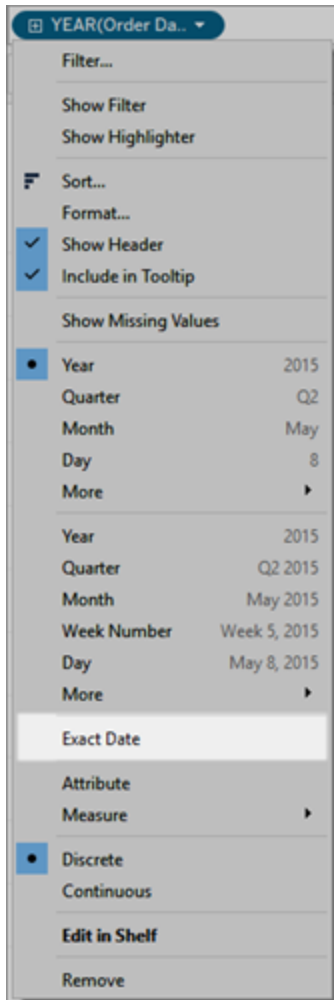 YEAR(Order Da..
Filter...
Show Filter
Show Highlighter
Sort...
Format...
Show Header
Include in Tooltip
Show Missing Values
Year 2015
Quarter Q2
Month May
Day 8
More
Year 2015
Quarter Q2 2015
Month May 2015
Week Number Week 5, 2015
Day May 8, 2015
More
Exact Date
Attribute
Measure
Discrete
Continuous
Edit in Shelf
Remove